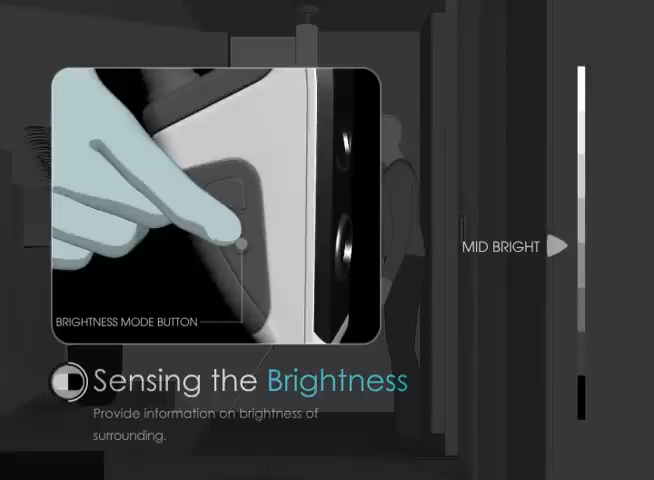 MID BRIGHT
BRIGHTNESS MODE BUTTON
Sensing the Brightness
Provide information on brightness of
surrounding.